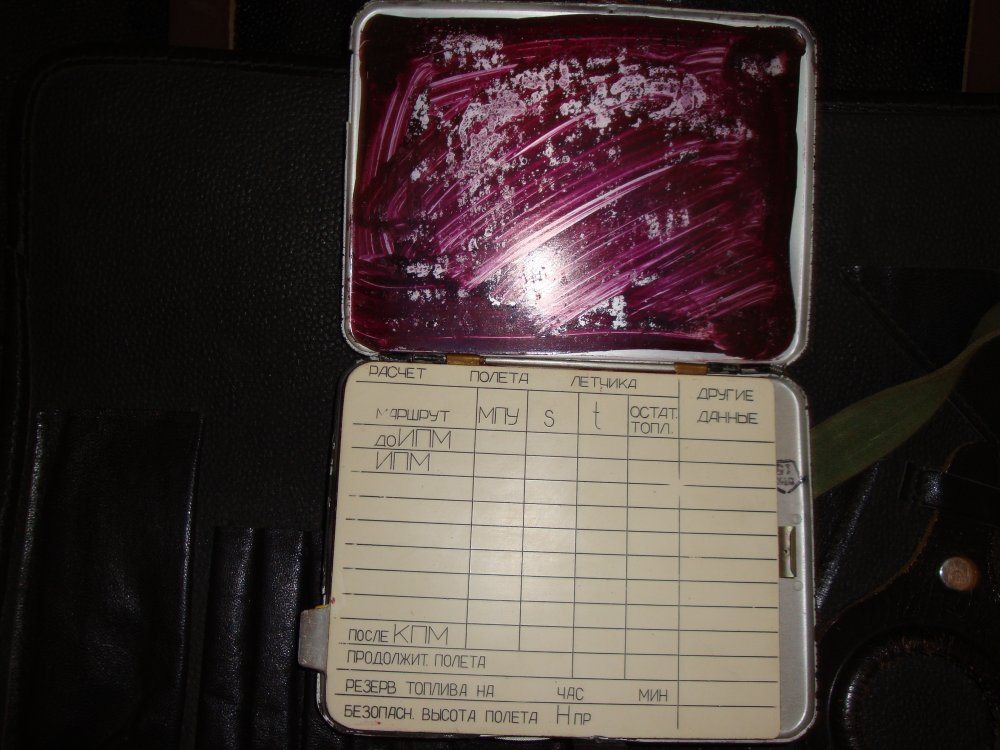 РАСЧЕТ ПОЛЕТА ЛЕТЧИКА
МАРШРУТ МПУ S t ОСТАТ. ТОПЛ. ДРУГИЕ ДАННЫЕ
ДО ИПМ
ИПМ
ПОСЛЕ КПМ
ПРОДОЛЖИТ. ПОЛЕТА
РЕЗЕРВ ТОПЛИВА НА ЧАС МИН
БЕЗОПАСН. ВЫСОТА ПОЛЕТА Н ПР